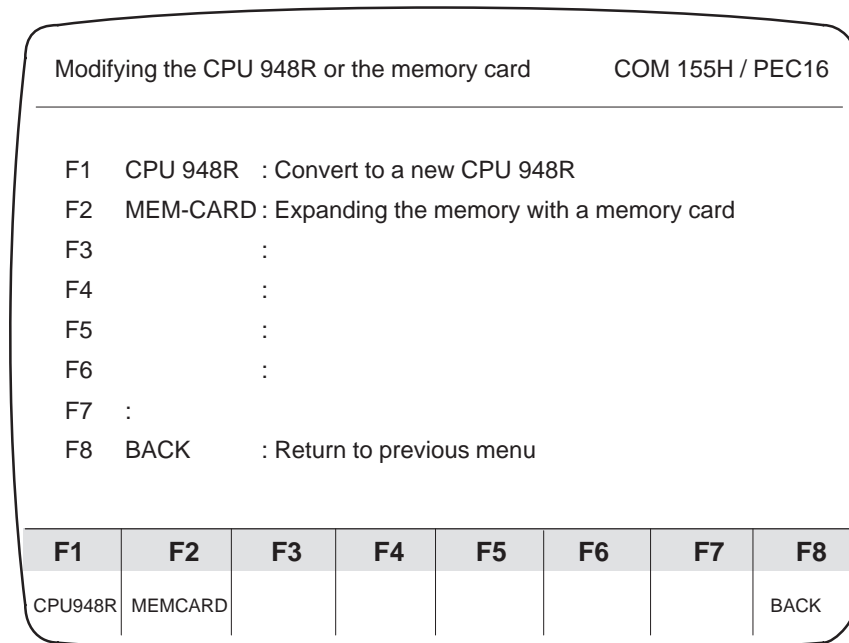 Modifying the CPU 948R or the memory card COM 155H / PEC16
F1 CPU 948R : Convert to a new CPU 948R
F2 MEM-CARD : Expanding the memory with a memory card
F3 :
F4 :
F5 :
F6 :
F7 :
F8 BACK : Return to previous menu
F1 F2 F3 F4 F5 F6 F7 F8
CPU948R MEMCARD BACK